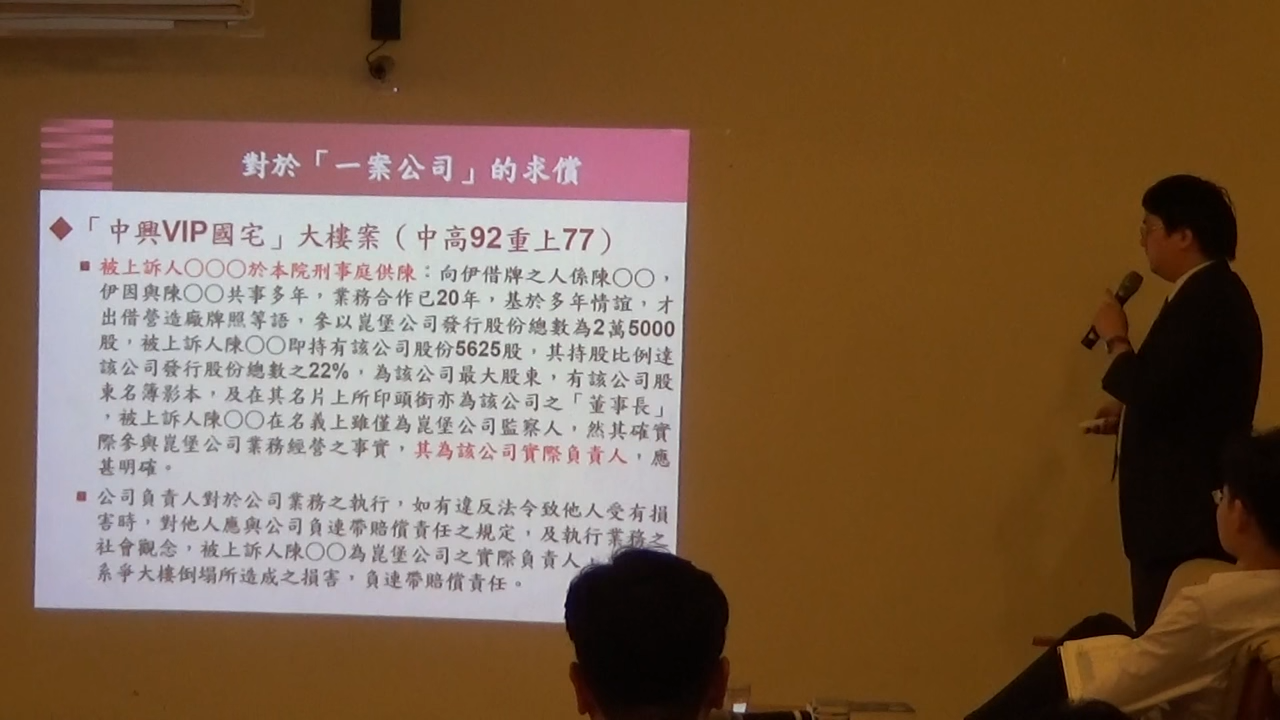 對於「一案公司」的求償
「中興VIP國宅」大樓案（中高92重上77）
被上訴人〇〇〇於本院刑事庭供陳：向伊借牌之人係陳〇〇，
伊因與陳〇〇共事多年，業務合作已20年，基於多年情誼，才
出借營造廠牌照等語，參以崑堡公司發行股份總數為2萬5000
股，被上訴人陳〇〇即持有該公司股份5625股，其持股比例達
該公司發行股份總數之22%，為該公司最大股東，有該公司股
東名簿影本，及在其名片上所印頭銜亦為該公司之「董事長」
，被上訴人陳〇〇在名義上雖僅為崑堡公司監察人，然其確實
際參與崑堡公司業務經營之事實，其為該公司實際負責人，應
甚明確。
公司負責人對於公司業務之執行，如有違反法令致他人受有損
害時，對他人應與公司負連帶賠償責任之規定，及執行業務之
社會觀念，被上訴人陳〇〇為崑堡公司之實際負責人，
系爭大樓倒塌所造成之損害，負連帶賠償責任。